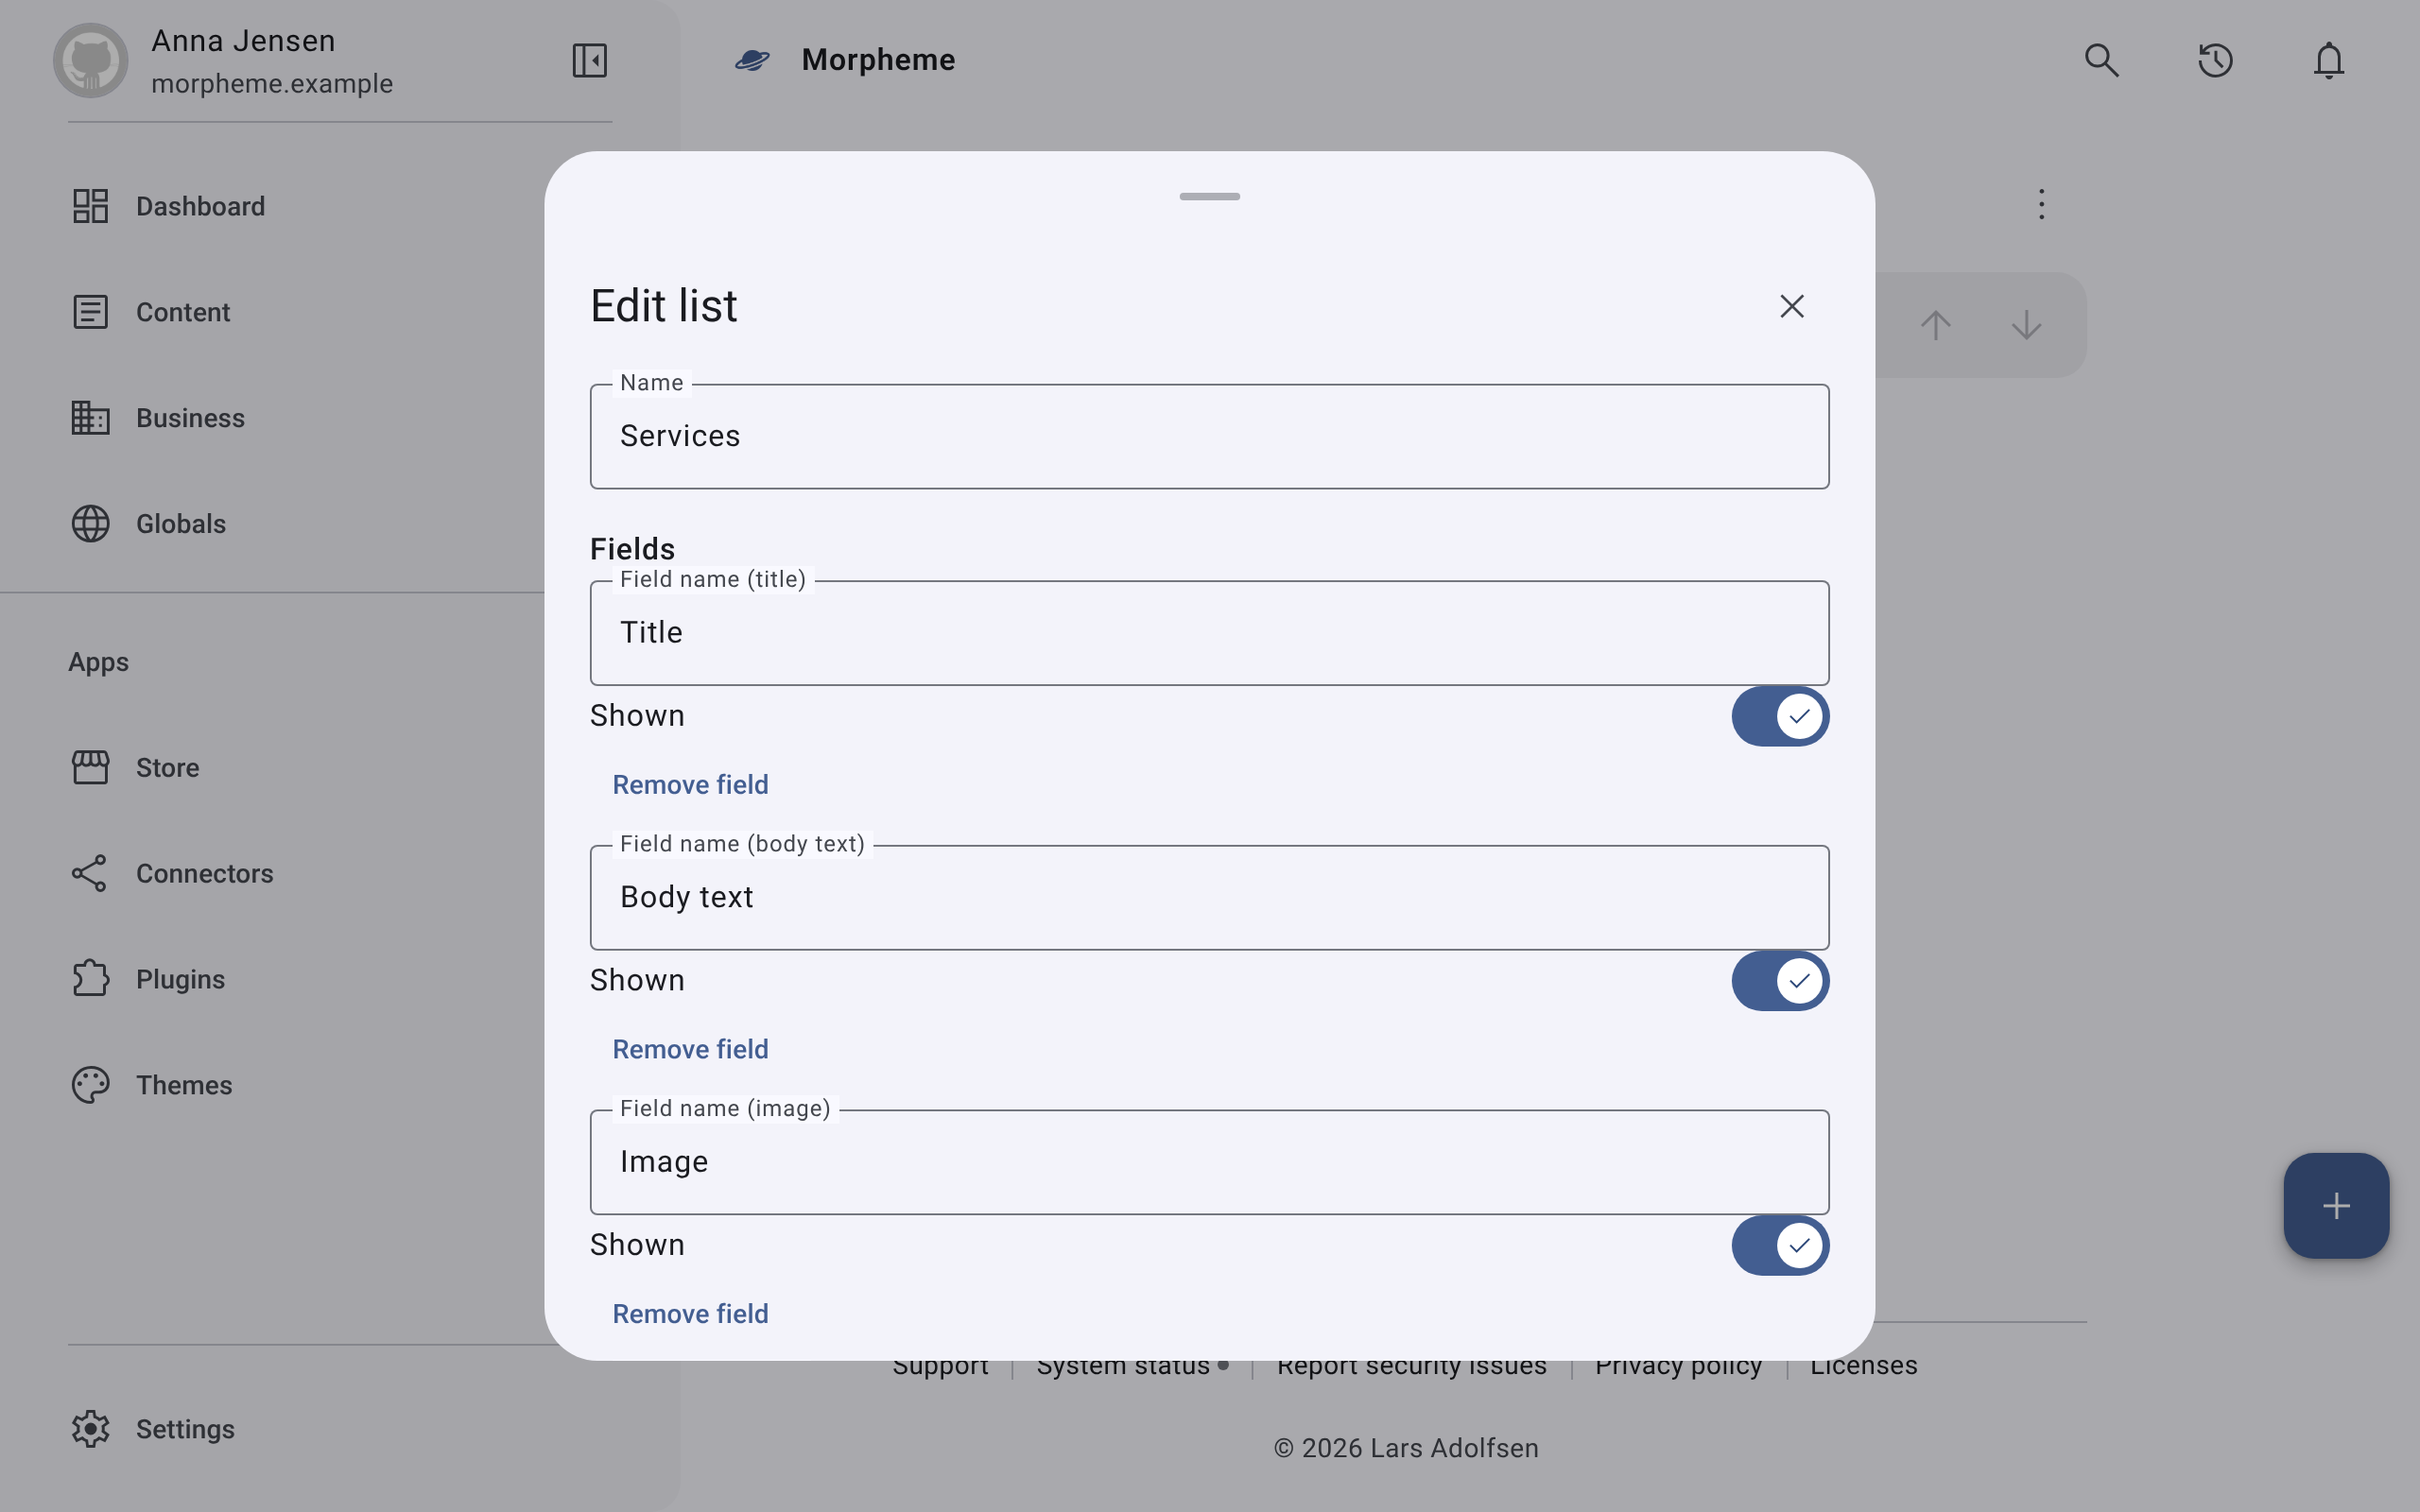 Anna Jensen
morpheme.example
Morpheme
Dashboard
Content
Business
Globals
Apps
Store
Connectors
Plugins
Themes
Settings
Edit list
Name
Services
Fields
Field name (title)
Title
Shown
Remove field
Field name (body text)
Body text
Shown
Remove field
Field name (image)
Image
Shown
Remove field
Support System status Report security issues Privacy policy Licenses
© 2026 Lars Adolfsen